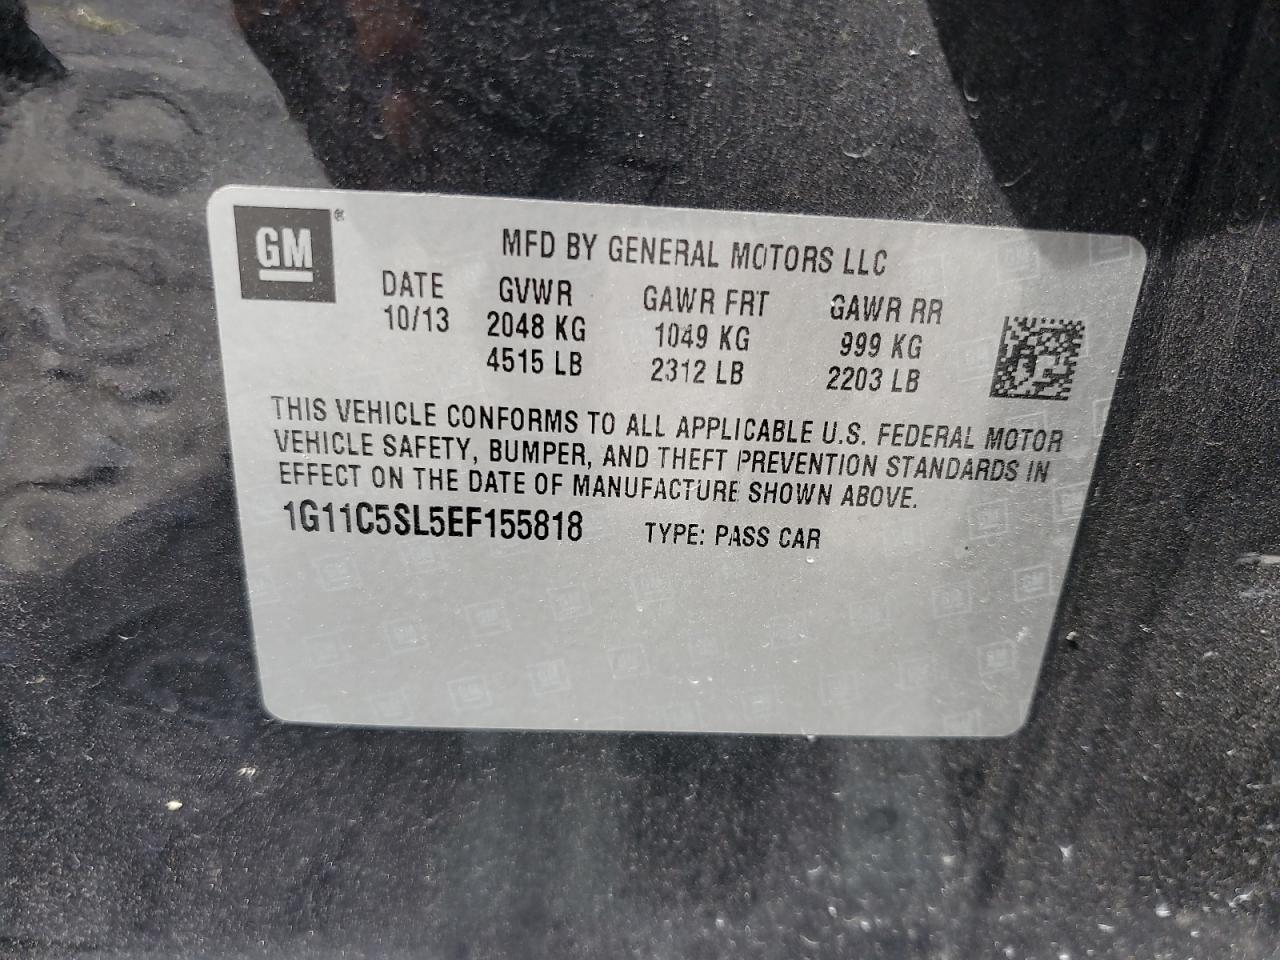 GM ®
MFD BY GENERAL MOTORS LLC
DATE GVWR GAWR FRT GAWR RR
10/13 2048 KG 1049 KG 999 KG
4515 LB 2312 LB 2203 LB
THIS VEHICLE CONFORMS TO ALL APPLICABLE U.S. FEDERAL MOTOR
VEHICLE SAFETY, BUMPER, AND THEFT PREVENTION STANDARDS IN
EFFECT ON THE DATE OF MANUFACTURE SHOWN ABOVE.
1G11C5SL5EF155818 TYPE: PASS CAR